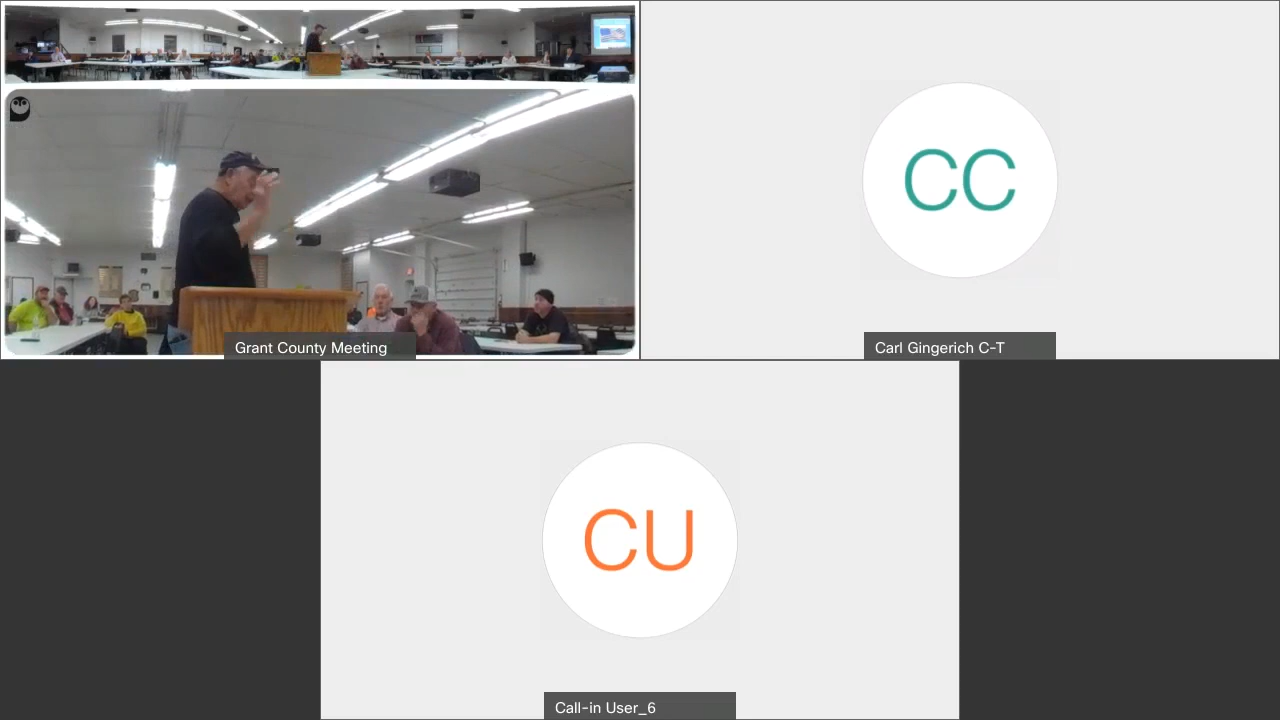 Grant County Meeting
CC
Carl Gingerich C-T
CU
Call-in User_6